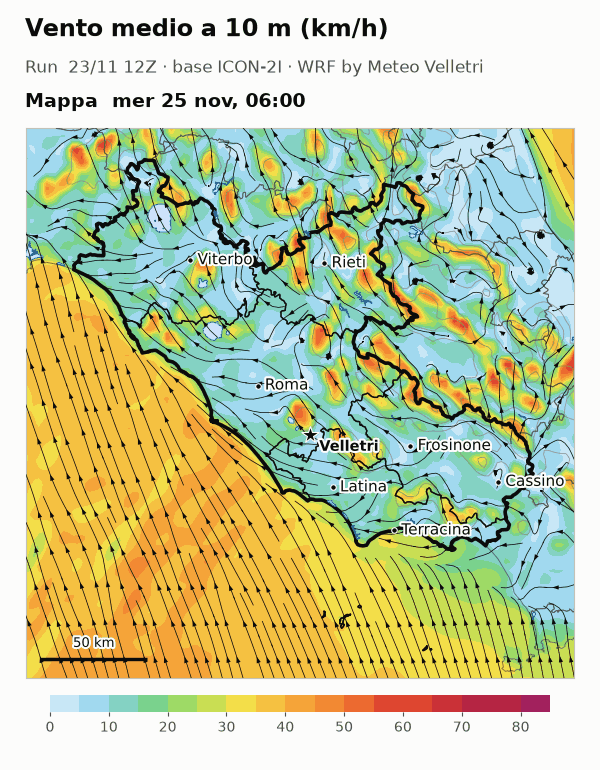 Vento medio a 10 m (km/h)
Run  23/11 12Z · base ICON-2I · WRF by Meteo Velletri
Mappa  mer 25 nov, 06:00
Viterbo
Rieti
Roma
Velletri
Frosinone
Cassino
Latina
Terracina
50 km
0 10 20 30 40 50 60 70 80